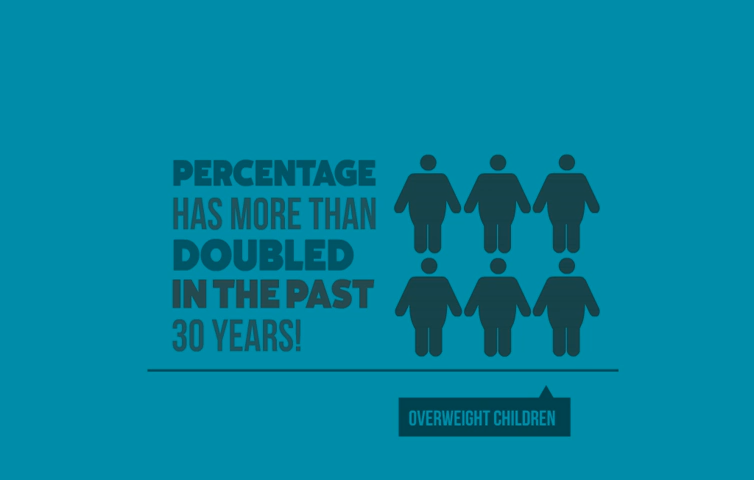 PERCENTAGE
HAS MORE THAN
DOUBLED
IN THE PAST
30 YEARS!
OVERWEIGHT CHILDREN